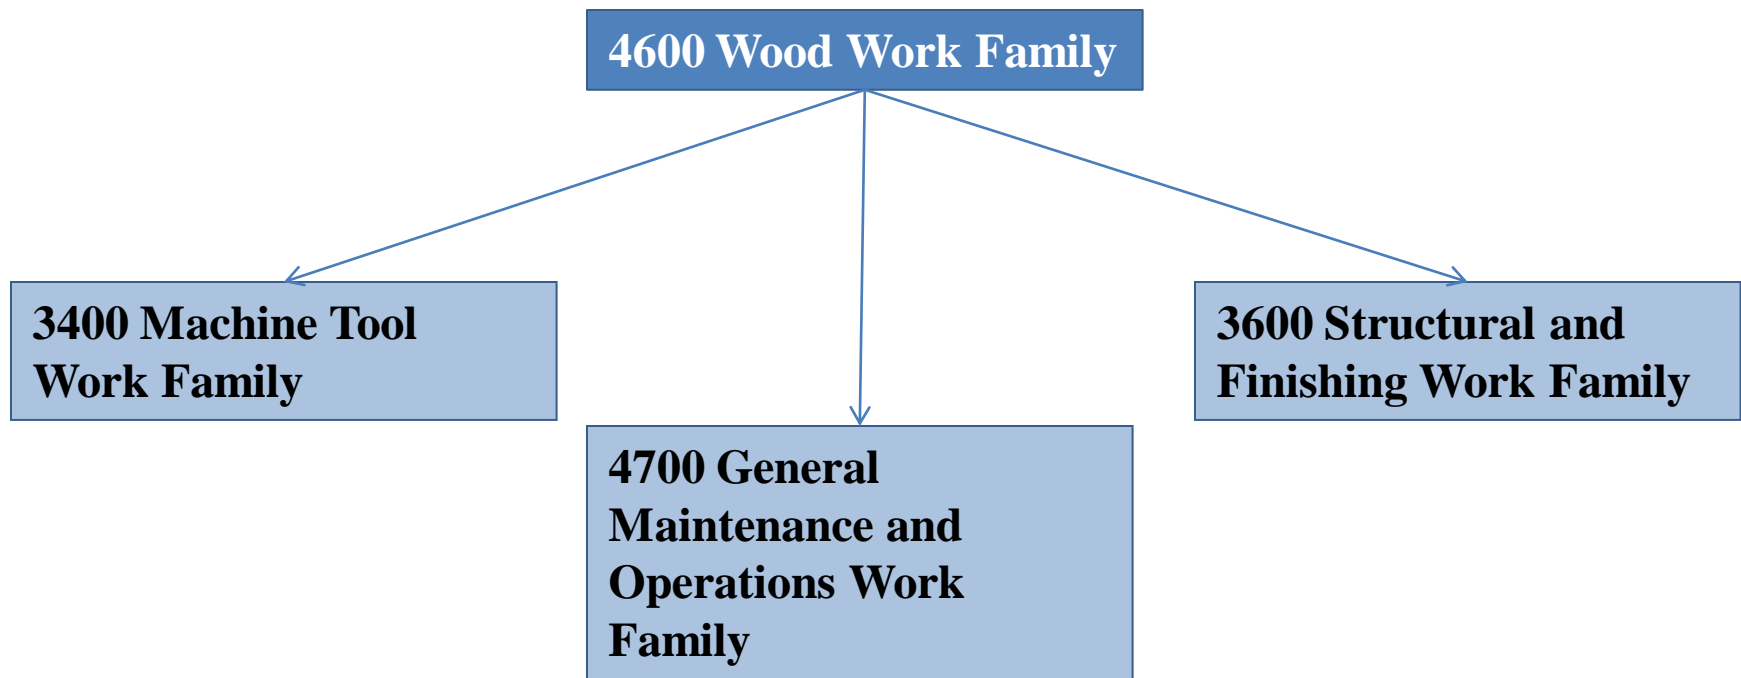 4600 Wood Work Family
3400 Machine Tool
Work Family
3600 Structural and
Finishing Work Family
4700 General
Maintenance and
Operations Work
Family